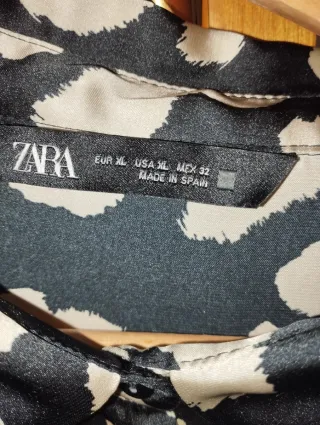 ZARA
EUR XL USA XL MEX 32
MADE IN SPAIN